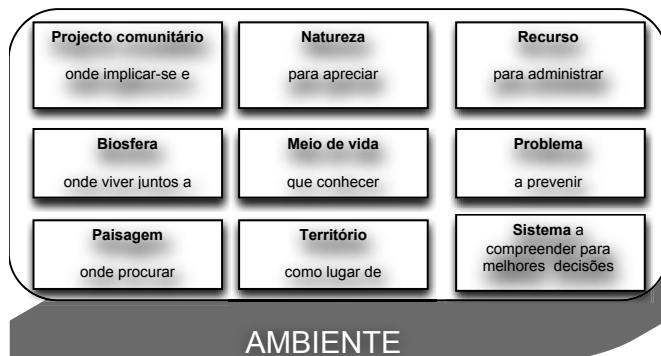 Projecto comunitário
onde implicar-se e
Natureza
para apreciar
Recurso
para administrar
Biosfera
onde viver juntos a
Meio de vida
que conhecer
Problema
a prevenir
Paisagem
onde procurar
Território
como lugar de
Sistema a
compreender para
melhores decisões
AMBIENTE